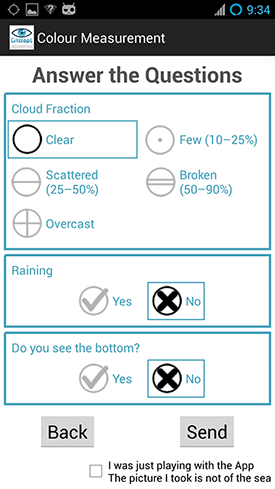 9:34
Citclops
Colour Measurement
Answer the Questions
Cloud Fraction
Clear
Few (10–25%)
Scattered
(25–50%)
Broken
(50–90%)
Overcast
Raining
Yes
No
Do you see the bottom?
Yes
No
Back
Send
I was just playing with the App
The picture I took is not of the sea